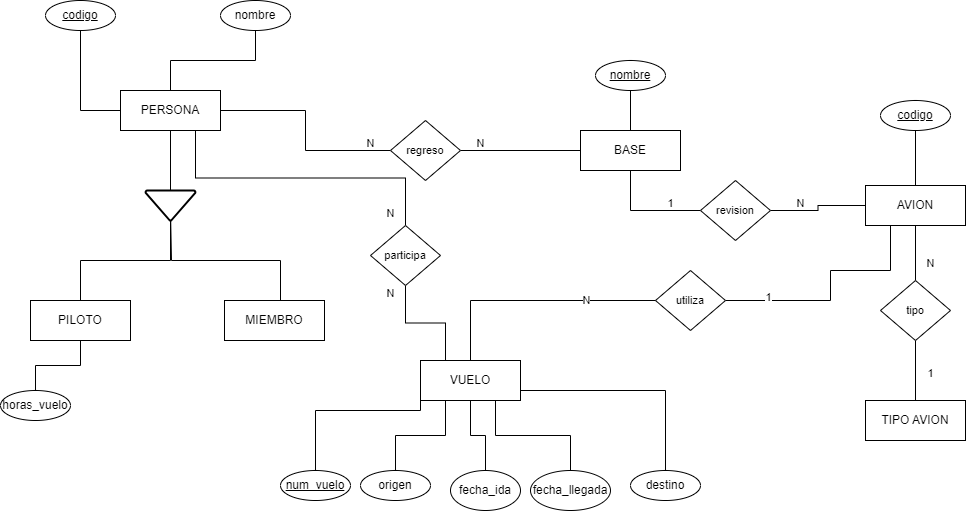 codigo
nombre
nombre
codigo
PERSONA
N
regreso
N
BASE
1
revision
N
AVION
N
participa
N
N
utiliza
1
N
tipo
1
PILOTO
MIEMBRO
VUELO
horas_vuelo
TIPO AVION
num_vuelo
origen
fecha_ida
fecha_llegada
destino